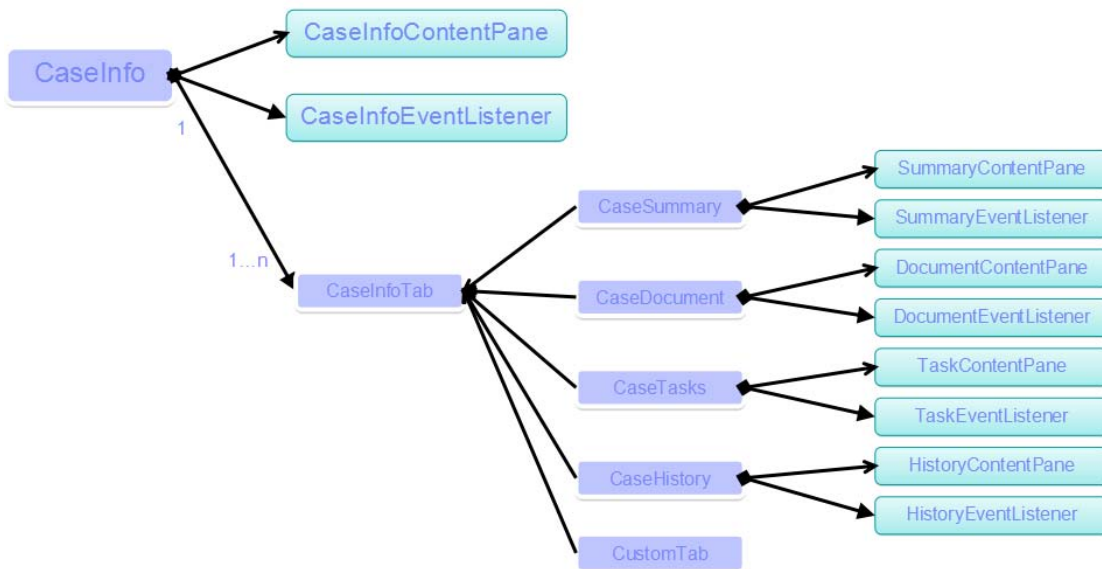 CaseInfo
CaseInfoContentPane
CaseInfoEventListener
1
1...n
CaseInfoTab
CaseSummary
SummaryContentPane
SummaryEventListener
CaseDocument
DocumentContentPane
DocumentEventListener
CaseTasks
TaskContentPane
TaskEventListener
CaseHistory
HistoryContentPane
HistoryEventListener
CustomTab